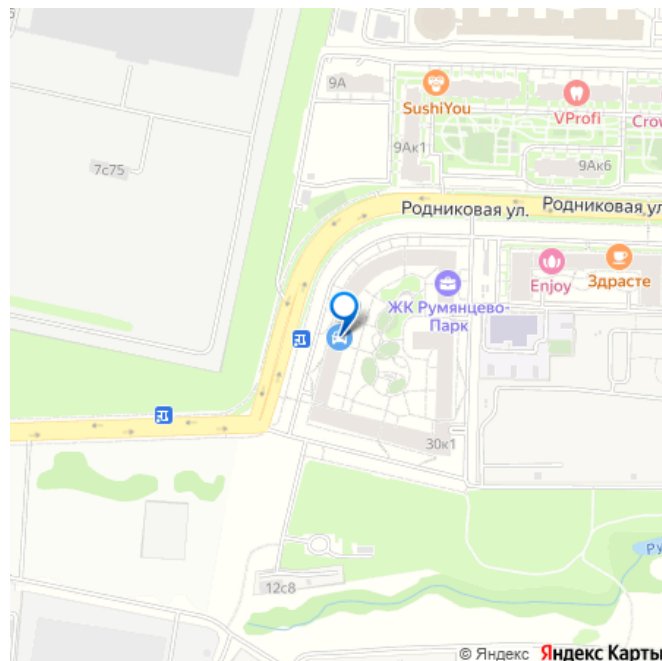 9А
SushiYou
VProfi
Crow
7с75
9Ак1
9Ак6
Родниковая ул.
Родниковая ул
Enjoy
Здрасте
ЖК Румянцево-
Парк
30к1
РУ
12с8
© Яндекс Яндекс Карты